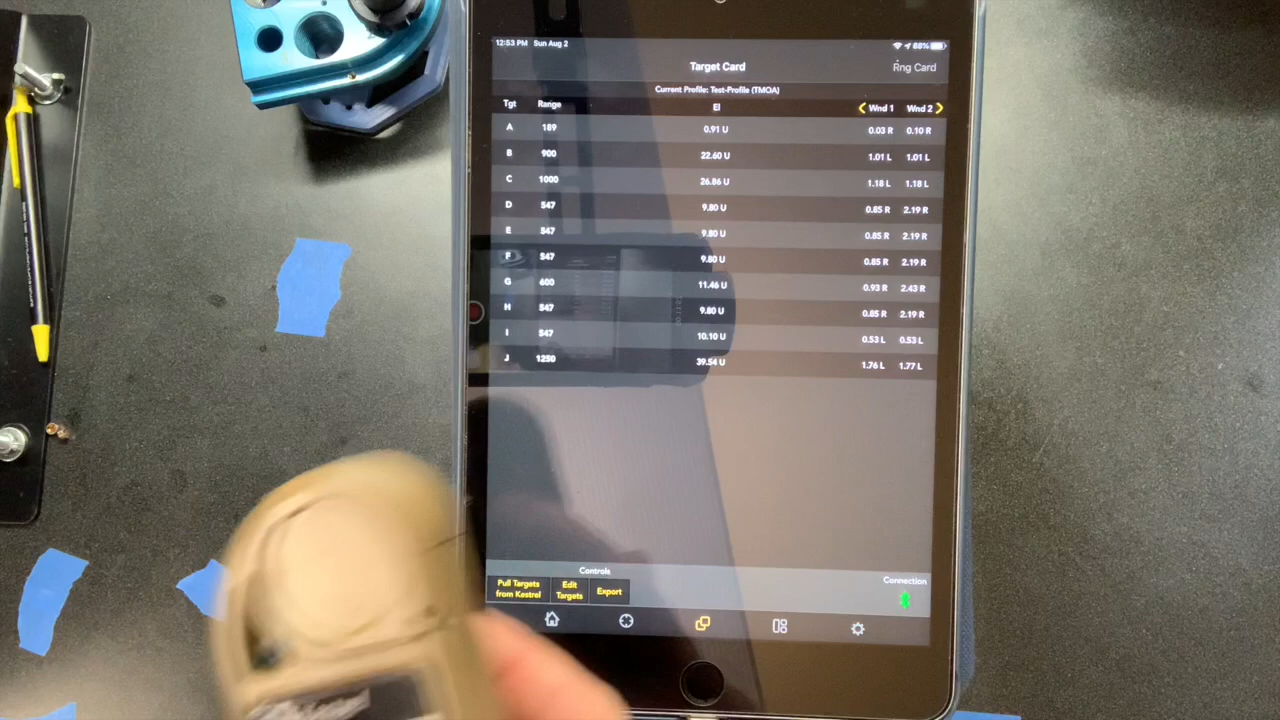 12:53 PM Sun Aug 2 88%
Target Card Rng Card
Current Profile: Test-Profile (TMOA)
Tgt Range El Wnd 1 Wnd 2
A 189 0.91 U 0.03 R 0.10 R
B 900 22.60 U 1.01 L 1.01 L
C 1000 26.86 U 1.18 L 1.18 L
D 547 9.80 U 0.85 R 2.19 R
E 547 9.80 U 0.85 R 2.19 R
F 547 9.80 U 0.85 R 2.19 R
G 600 11.46 U 0.93 R 2.43 R
H 547 9.80 U 0.85 R 2.19 R
I 547 10.10 U 0.53 L 0.53 L
J 1250 39.54 U 1.76 L 1.77 L
Controls
Connection
Pull Targets
from Kestrel
Edit
Targets
Export